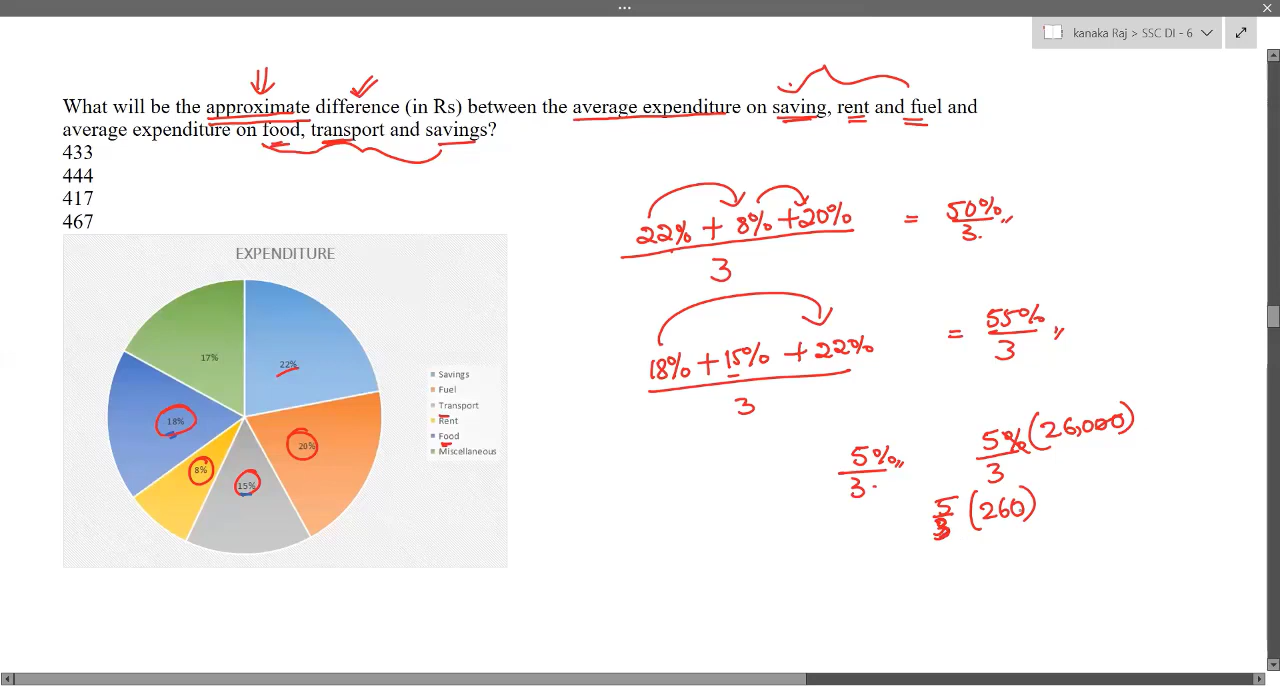 kanaka Raj > SSC DI - 6
What will be the approximate difference (in Rs) between the average expenditure on saving, rent and fuel and
average expenditure on food, transport and savings?
433
444
417
467
EXPENDITURE
17%
22%
18%
20%
8%
15%
Savings
Fuel
Transport
Rent
Food
Miscellaneous
22% + 8% + 20%
3
= 50%
3
18% + 15% + 22%
3
= 55%
3
5%
3
5% (26,000)
3
5 (260)
3